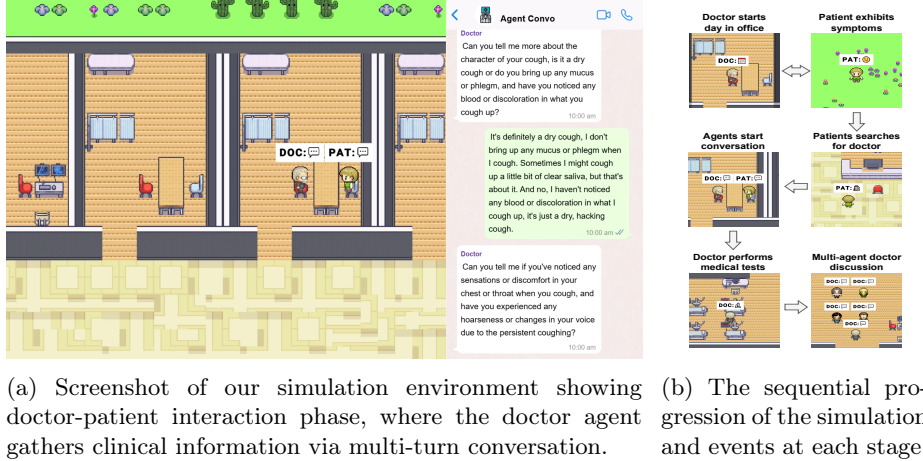 Agent Convo
Doctor
Can you tell me more about the
character of your cough, is it a dry
cough or do you bring up any mucus
or phlegm, and have you noticed any
blood or discoloration in what you
cough up?
10:00 am
It's definitely a dry cough, I don't
bring up any mucus or phlegm when
I cough. Sometimes I might cough
up a little bit of clear saliva, but that's
about it. And no, I haven't noticed
any blood or discoloration in what I
cough up, it's just a dry, hacking
cough.
10:00 am
Doctor
Can you tell me if you've noticed any
sensations or discomfort in your
chest or throat when you cough, and
have you experienced any
hoarseness or changes in your voice
due to the persistent coughing?
10:00 am
DOC: PAT:
(a) Screenshot of our simulation environment showing
doctor-patient interaction phase, where the doctor agent
gathers clinical information via multi-turn conversation.
Doctor starts
day in office
DOC:
Patient exhibits
symptoms
PAT:
Agents start
conversation
DOC: PAT:
Patients searches
for doctor
PAT:
Doctor performs
medical tests
DOC:
Multi-agent doctor
discussion
DOC: DOC:
DOC: DOC:
DOC:
(b) The sequential pro-
gression of the simulation
and events at each stage